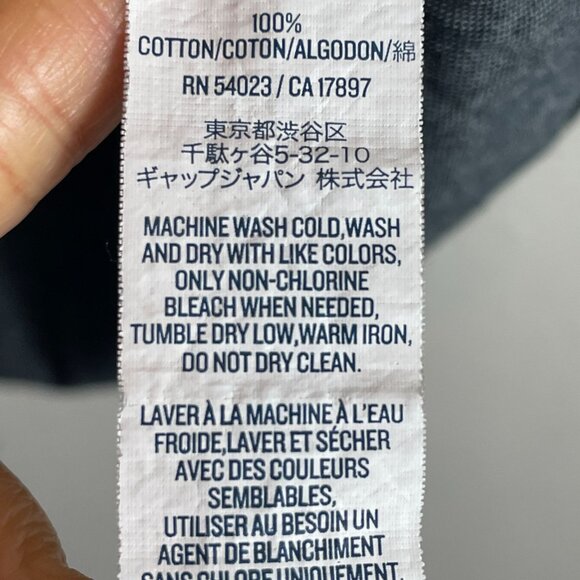 100%
COTTON/COTON/ALGODON/綿
RN 54023 / CA 17897
東京都渋谷区
千駄ヶ谷5-32-10
ギャップジャパン 株式会社
MACHINE WASH COLD,WASH
AND DRY WITH LIKE COLORS,
ONLY NON-CHLORINE
BLEACH WHEN NEEDED,
TUMBLE DRY LOW,WARM IRON,
DO NOT DRY CLEAN.
LAVER À LA MACHINE À L'EAU
FROIDE,LAVER ET SÉCHER
AVEC DES COULEURS
SEMBLABLES,
UTILISER AU BESOIN UN
AGENT DE BLANCHIMENT
SANS CHLORE UNIQUEMENT,